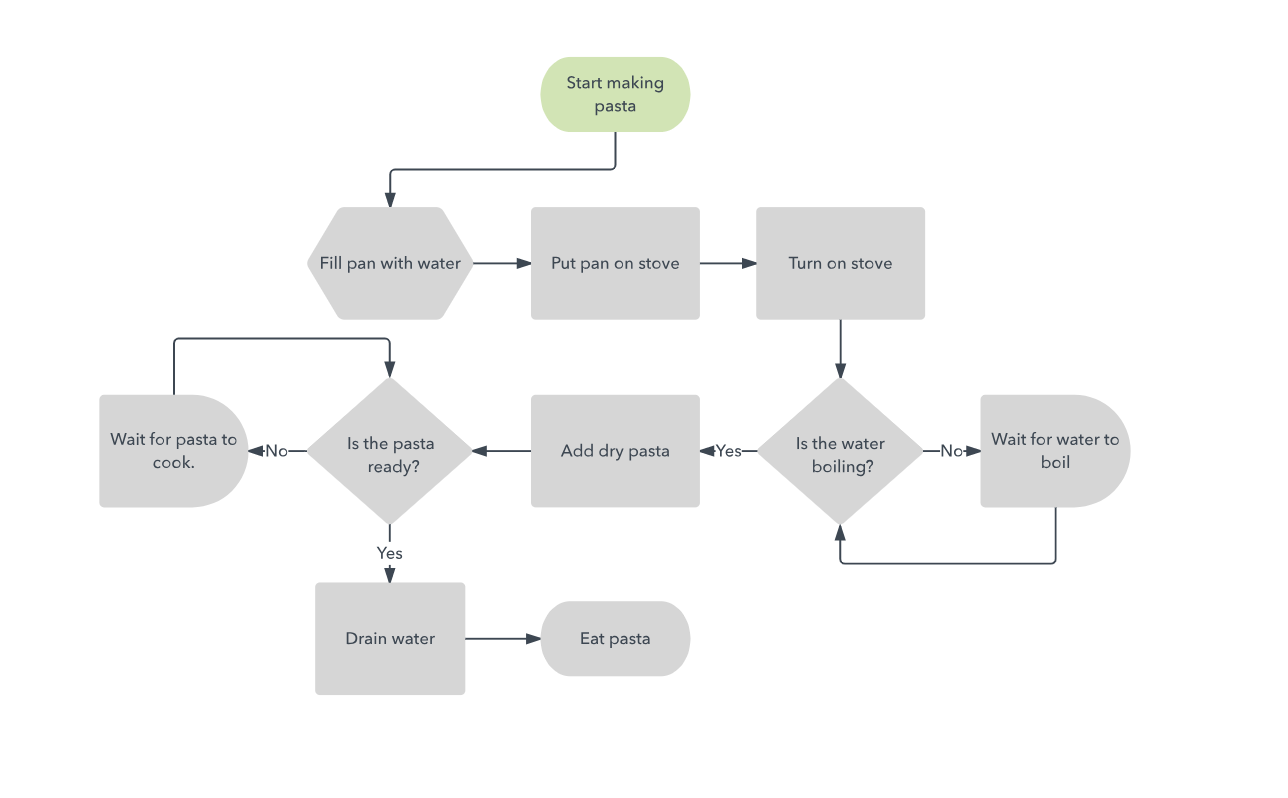 Start making
pasta
Fill pan with water
Put pan on stove
Turn on stove
Wait for pasta to
cook.
No
Is the pasta
ready?
Add dry pasta
Yes
Is the water
boiling?
No
Wait for water to
boil
Yes
Drain water
Eat pasta